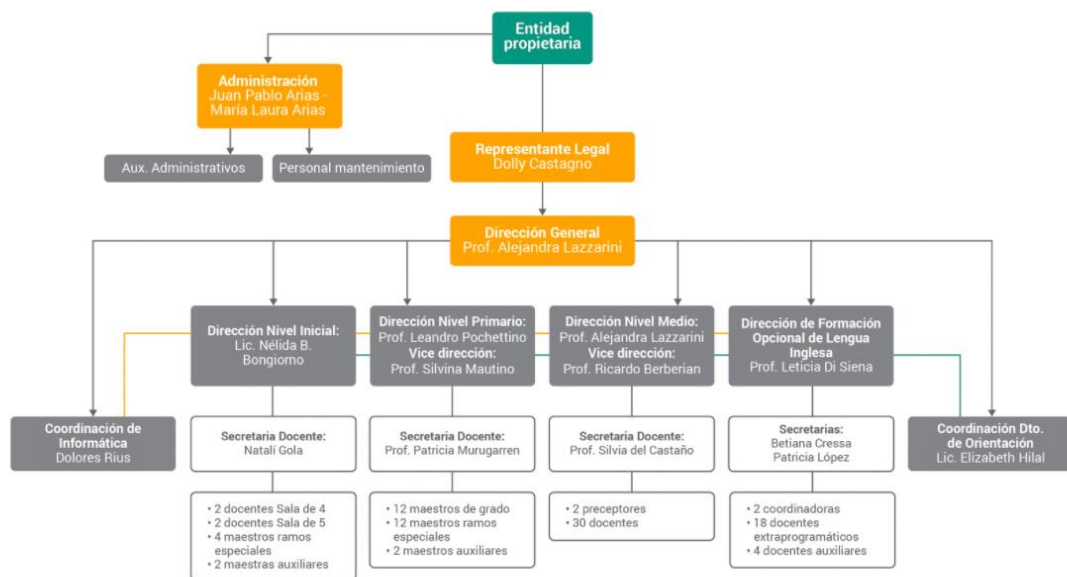 Entidad
propietaria
Administración
Juan Pablo Arias -
María Laura Arias
Aux. Administrativos
Personal mantenimiento
Representante Legal
Dolly Castagno
Dirección General
Prof. Alejandra Lazzarini
Dirección Nivel Inicial:
Lic. Nélida B.
Bongiorno
Dirección Nivel Primario:
Prof. Leandro Pochettino
Vice dirección:
Prof. Silvina Mautino
Dirección Nivel Medio:
Prof. Alejandra Lazzarini
Vice dirección:
Prof. Ricardo Berberian
Dirección de Formación
Opcional de Lengua
Inglesa
Prof. Leticia Di Siena
Coordinación de
Informática
Dolores Rius
Secretaria Docente:
Natalí Gola
Secretaria Docente:
Prof. Patricia Murugarren
Secretaria Docente:
Prof. Silvia del Castaño
Secretarias:
Betiana Cressa
Patricia López
Coordinación Dto.
de Orientación
Lic. Elizabeth Hilal
• 2 docentes Sala de 4
• 2 docentes Sala de 5
• 4 maestros ramos
especiales
• 2 maestras auxiliares
• 12 maestros de grado
• 12 maestros ramos
especiales
• 2 maestros auxiliares
• 2 preceptores
• 30 docentes
• 2 coordinadoras
• 18 docentes
extraprogramáticos
• 4 docentes auxiliares